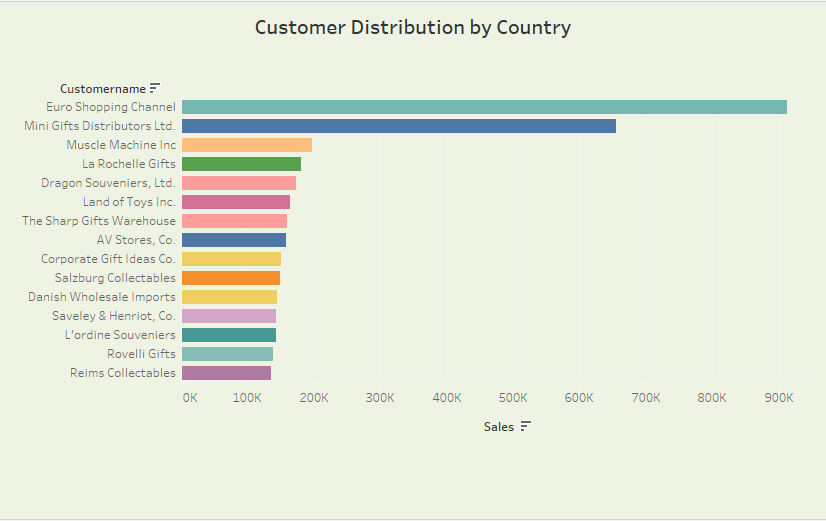 Customer Distribution by Country
Customername
Euro Shopping Channel
Mini Gifts Distributors Ltd.
Muscle Machine Inc
La Rochelle Gifts
Dragon Souveniers, Ltd.
Land of Toys Inc.
The Sharp Gifts Warehouse
AV Stores, Co.
Corporate Gift Ideas Co.
Salzburg Collectables
Danish Wholesale Imports
Saveley & Henriot, Co.
L'ordine Souveniers
Rovelli Gifts
Reims Collectables
0K 100K 200K 300K 400K 500K 600K 700K 800K 900K
Sales